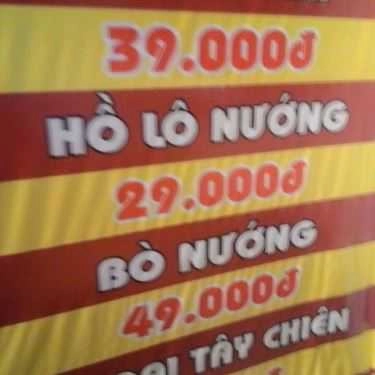 39.000đ
HỒ LÔ NƯỚNG
29.000đ
BÒ NƯỚNG
49.000đ
TÂY CHIÊN